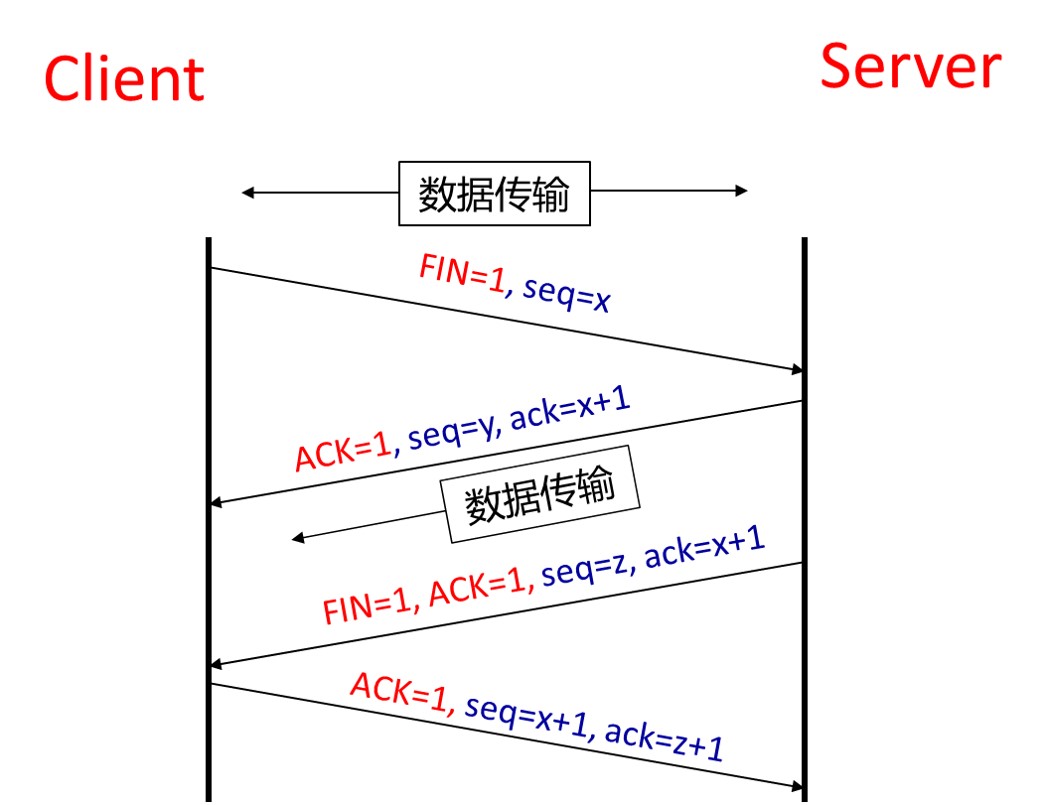 Client
Server
数据传输
FIN=1, seq=x
ACK=1, seq=y, ack=x+1
数据传输
FIN=1, ACK=1, seq=z, ack=x+1
ACK=1, seq=x+1, ack=z+1